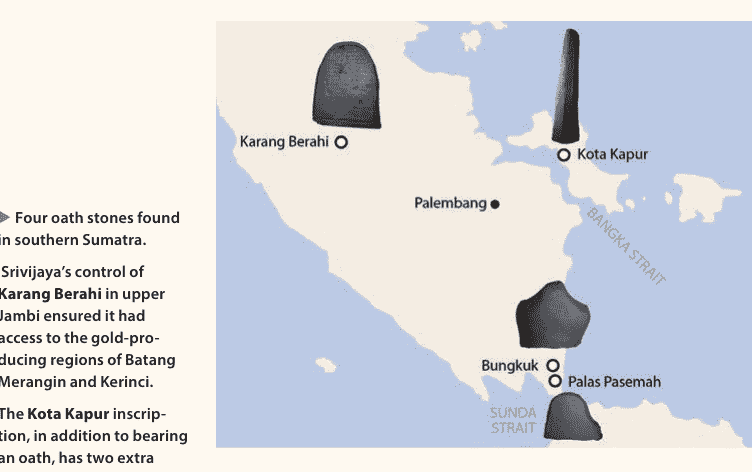 Four oath stones found
in southern Sumatra.
Srivijaya's control of
Karang Berahi in upper
Jambi ensured it had
access to the gold-pro-
ducing regions of Batang
Merangin and Kerinci.
The Kota Kapur inscrip-
tion, in addition to bearing
an oath, has two extra
Karang Berahi
Kota Kapur
Palembang
BANGKA STRAIT
Bungkuk
Palas Pasemah
SUNDA
STRAIT